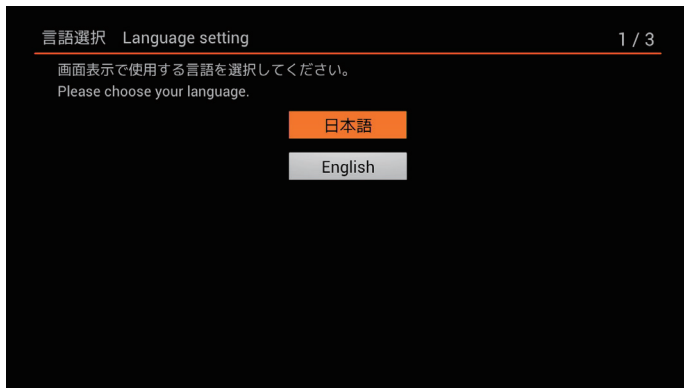 言語選択　Language setting 1 / 3
画面表示で使用する言語を選択してください。
Please choose your language.
日本語
English